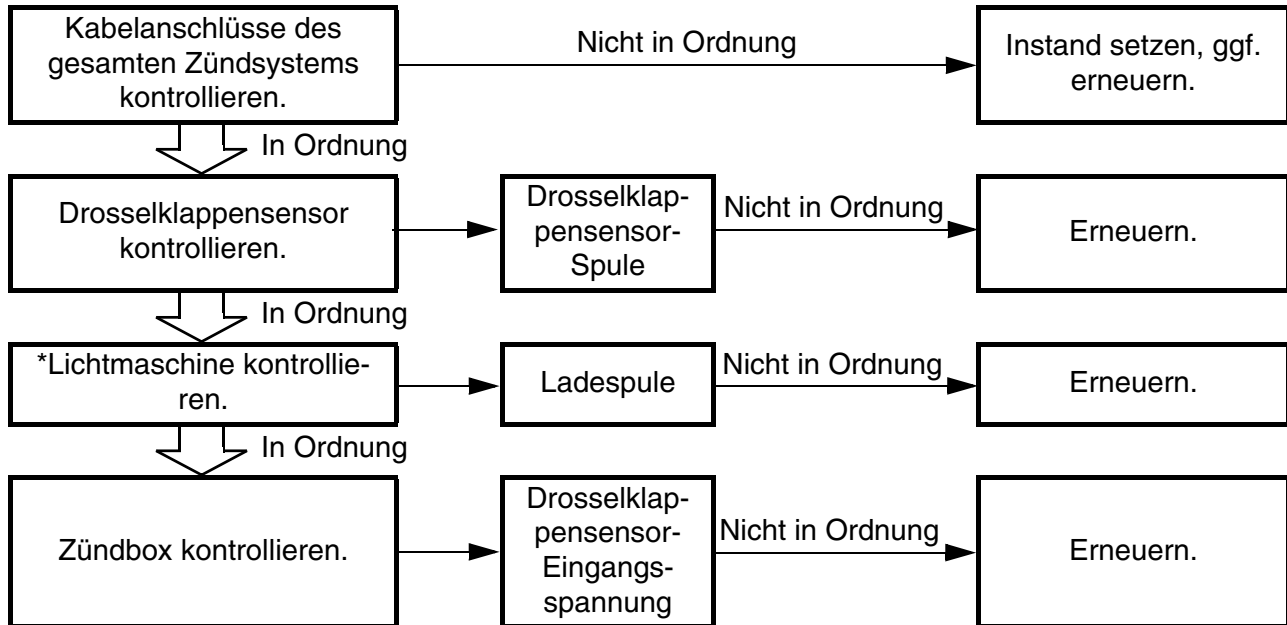 Kabelanschlüsse des
gesamten Zündsystems
kontrollieren.
Nicht in Ordnung
Instand setzen, ggf.
erneuern.
In Ordnung
Drosselklappensensor
kontrollieren.
Drosselklap-
pensensor-
Spule
Nicht in Ordnung
Erneuern.
In Ordnung
*Lichtmaschine kontrollie-
ren.
Ladespule
Nicht in Ordnung
Erneuern.
In Ordnung
Zündbox kontrollieren.
Drosselklap-
pensensor-
Eingangs-
spannung
Nicht in Ordnung
Erneuern.